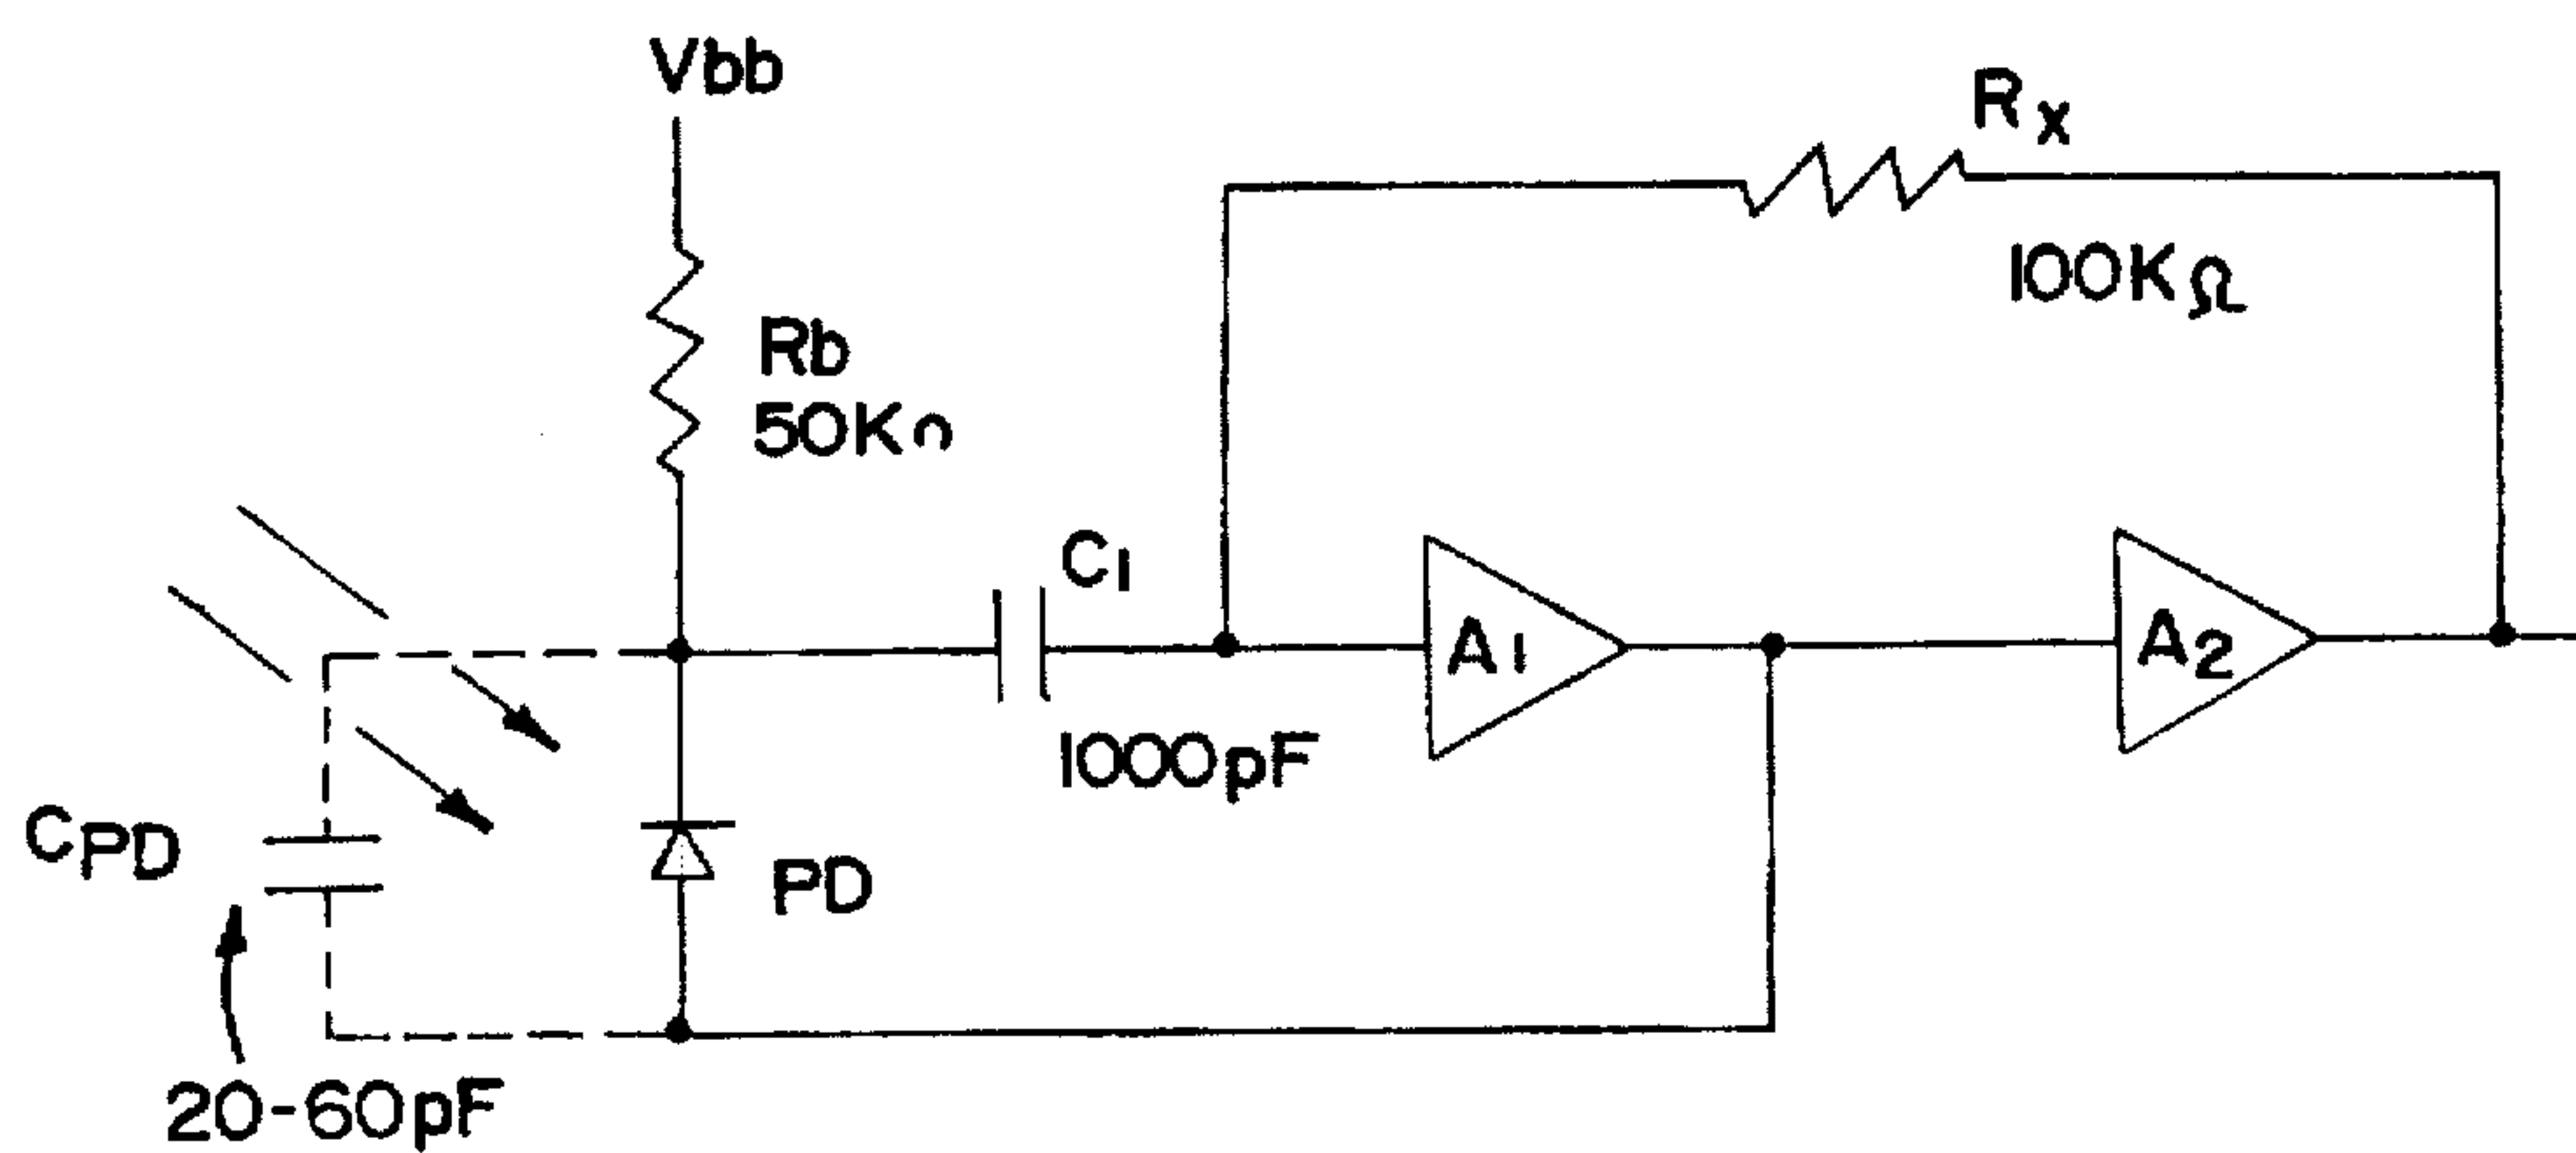 Vbb
Rx
100KΩ
Rb
50KΩ
C1
1000pF
A1
A2
CPD
PD
20-60pF